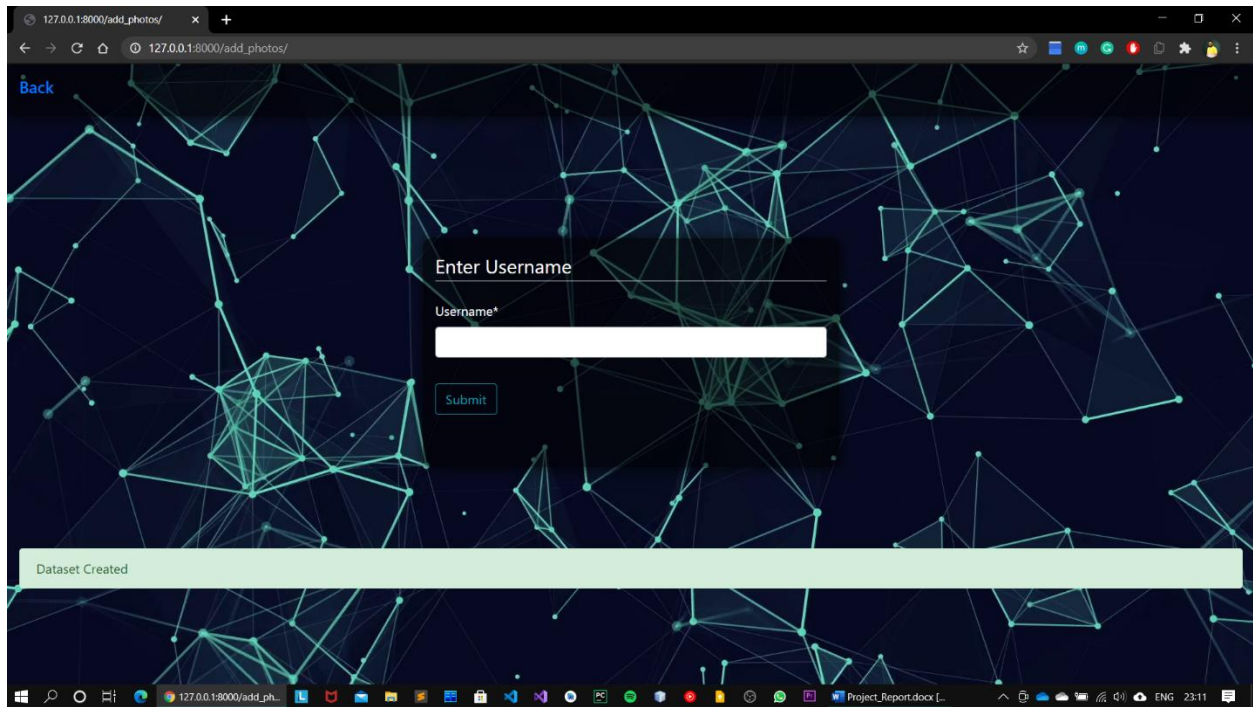 127.0.0.1:8000/add_photos/
127.0.0.1:8000/add_photos/
Back
Enter Username
Username*
Submit
Dataset Created
127.0.0.1:8000/add_ph...
Project_Report.docx [...
ENG 23:11